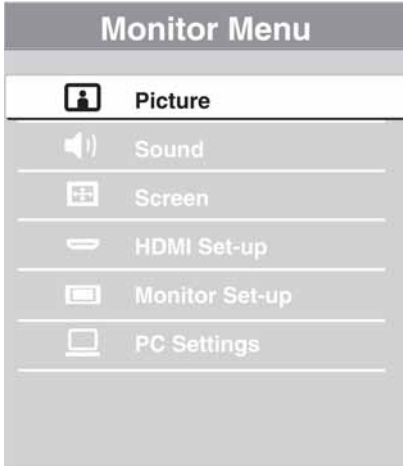 Monitor Menu
Picture
Sound
Screen
HDMI Set-up
Monitor Set-up
PC Settings